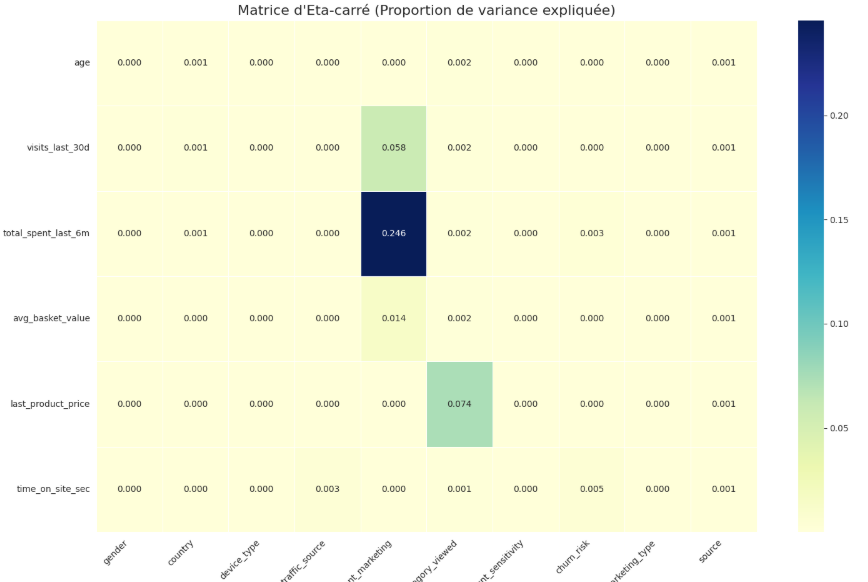 Matrice d'Eta-carré (Proportion de variance expliquée)
age 0.000 0.001 0.000 0.000 0.000 0.002 0.000 0.000 0.000 0.001
visits_last_30d 0.000 0.001 0.000 0.000 0.058 0.002 0.000 0.003 0.000 0.001
total_spent_last_6m 0.000 0.001 0.000 0.000 0.246 0.002 0.000 0.003 0.000 0.001
avg_basket_value 0.000 0.000 0.000 0.000 0.014 0.002 0.000 0.000 0.000 0.001
last_product_price 0.000 0.000 0.000 0.000 0.000 0.074 0.000 0.000 0.000 0.001
time_on_site_sec 0.000 0.000 0.000 0.003 0.000 0.001 0.000 0.005 0.000 0.001
0.20
0.15
0.10
0.05
gender
country
device_type
traffic_source
nt_marketing
egory_viewed
nt_sensitivity
churn_risk
arketing_type
source